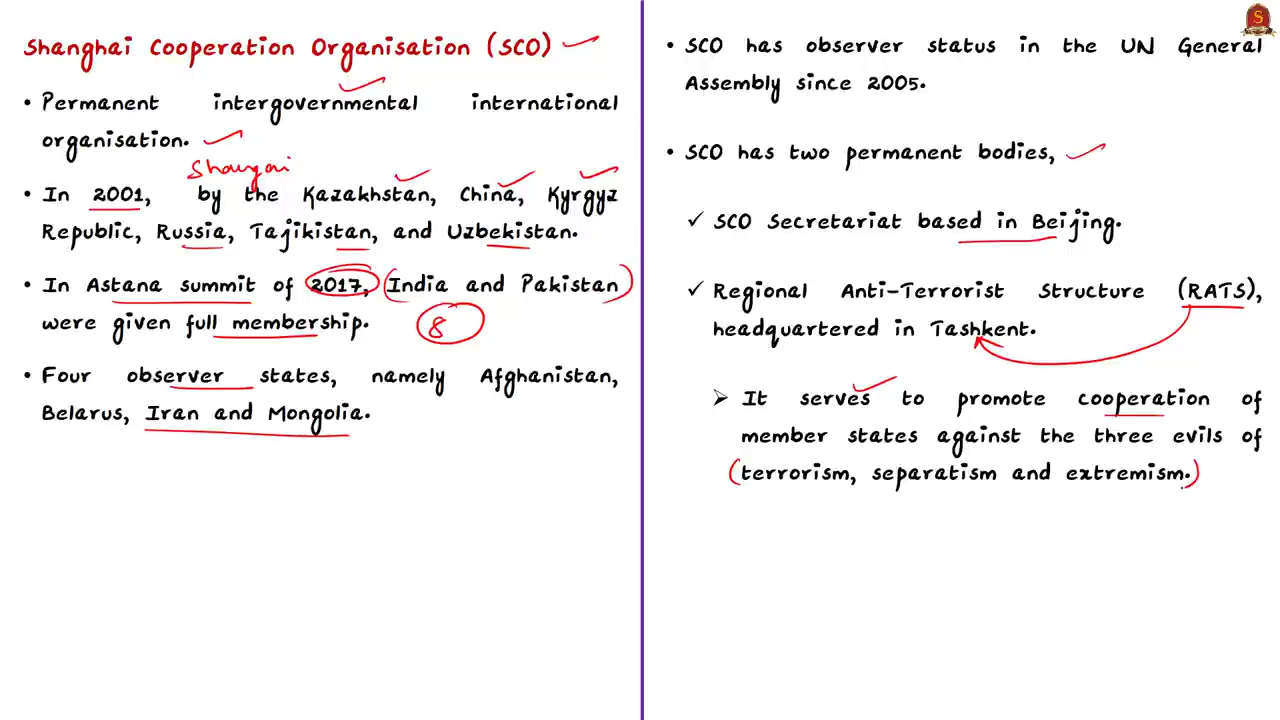 Shanghai Cooperation Organisation (SCO)
• Permanent intergovernmental international
organisation.
Shangai
• In 2001, by the Kazakhstan, China, Kyrgyz
Republic, Russia, Tajikistan, and Uzbekistan.
• In Astana summit of 2017, (India and Pakistan)
were given full membership. 8
• Four observer states, namely Afghanistan,
Belarus, Iran and Mongolia.
• SCO has observer status in the UN General
Assembly since 2005.
• SCO has two permanent bodies,
✓ SCO Secretariat based in Beijing.
✓ Regional Anti-Terrorist Structure (RATS),
headquartered in Tashkent.
➢ It serves to promote cooperation of
member states against the three evils of
(terrorism, separatism and extremism.)
S